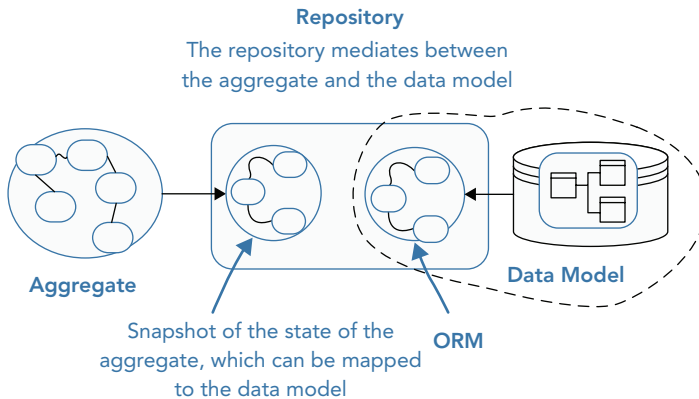 Repository
The repository mediates between
the aggregate and the data model
Aggregate
Data Model
Snapshot of the state of the
aggregate, which can be mapped
to the data model
ORM